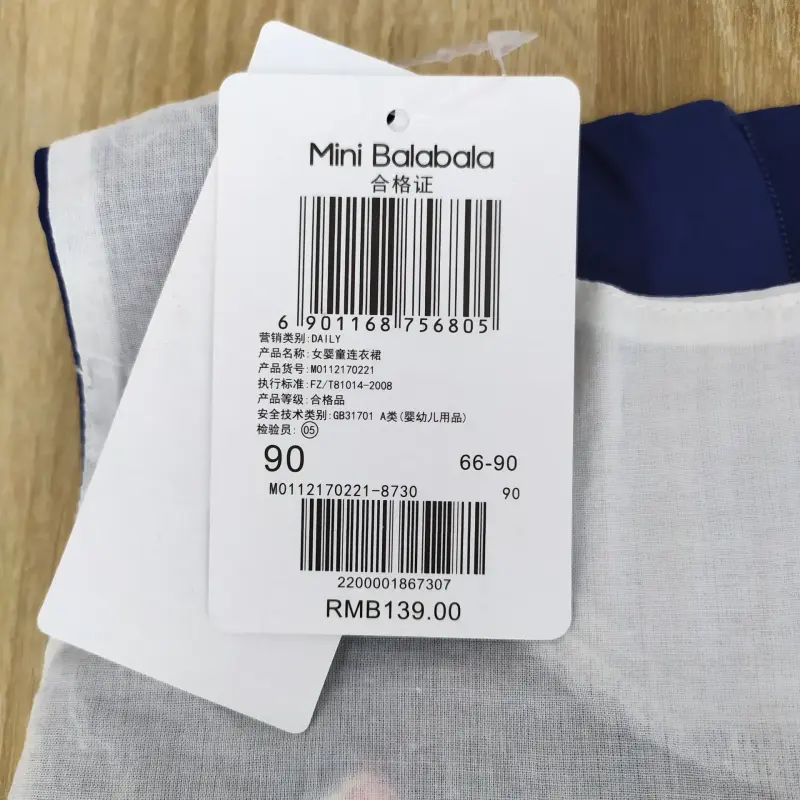 Mini Balabala
合格证
6 901168 756805
营销类别:DAILY
产品名称:女婴童连衣裙
产品货号:M0112170221
执行标准:FZ/T81014-2008
产品等级:合格品
安全技术类别:GB31701 A类(婴幼儿用品)
检验员:05
90 66-90
M0112170221-8730 90
2200001867307
RMB139.00